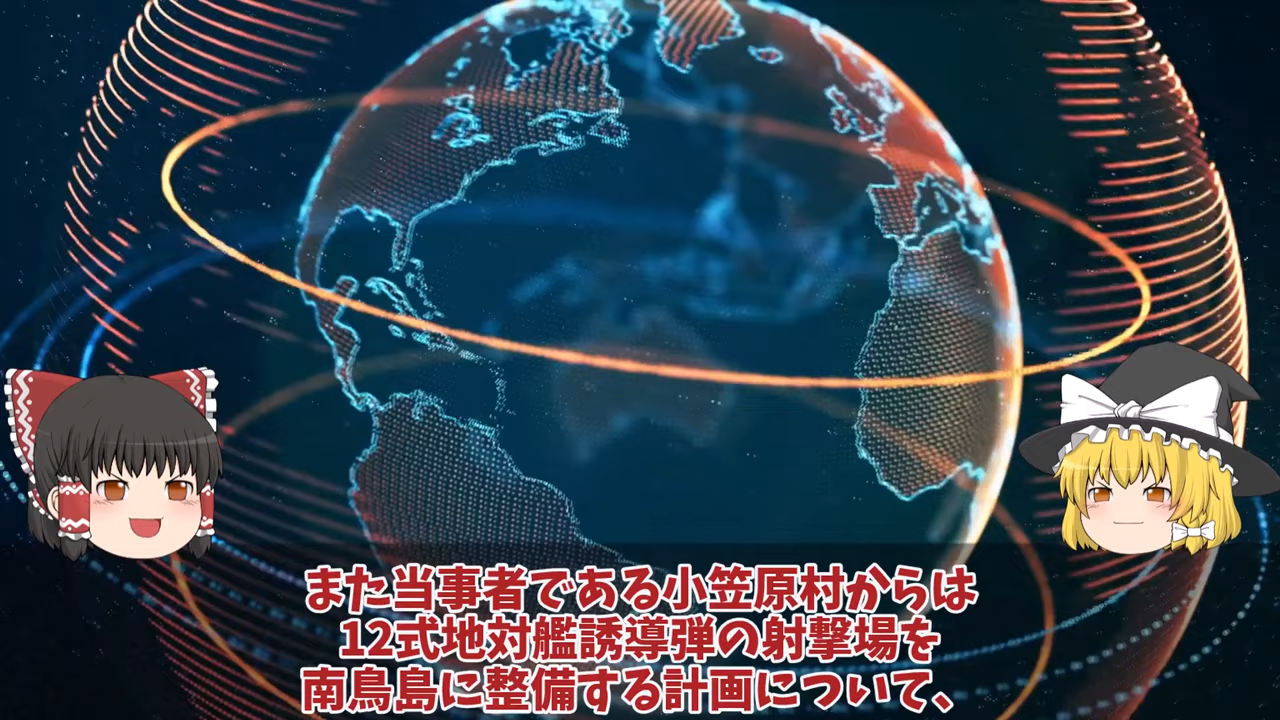 また当事者である小笠原村からは
12式地対艦誘導弾の射撃場を
南鳥島に整備する計画について、